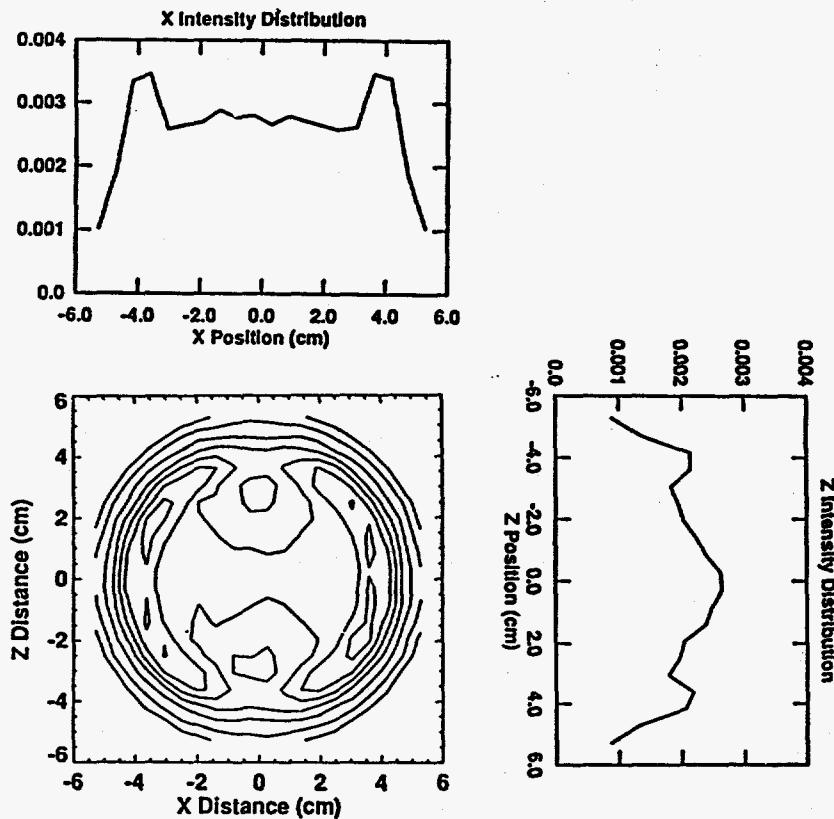 X Intensity Distribution
0.004
0.003
0.002
0.001
0.0
-6.0 -4.0 -2.0 0.0 2.0 4.0 6.0
X Position (cm)
6
4
2
0
-2
-4
-6
Z Distance (cm)
-6 -4 -2 0 2 4 6
X Distance (cm)
0.0 0.001 0.002 0.003 0.004
-6.0
-4.0
-2.0
0.0
2.0
4.0
6.0
Z Position (cm)
Z Intensity Distribution